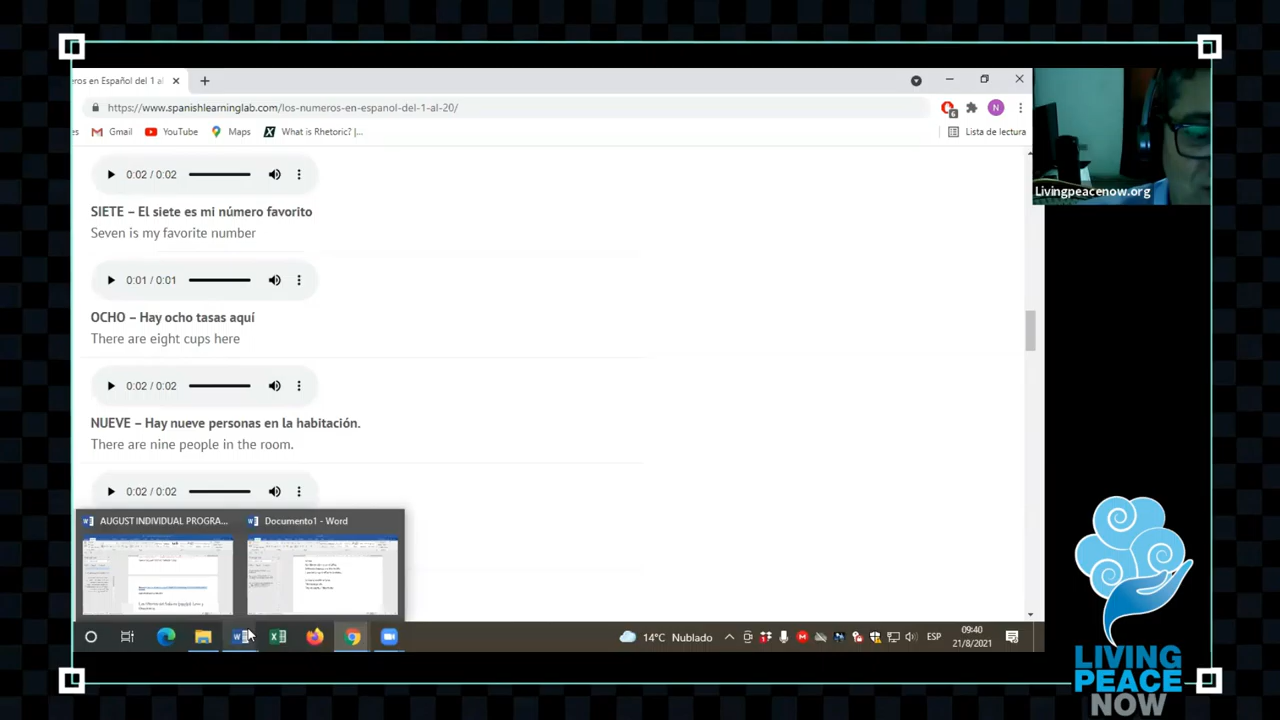 eros en Español del 1 al
https://www.spanishlearninglab.com/los-numeros-en-espanol-del-1-al-20/
N
6
es
Gmail
YouTube
Maps
What is Rhetoric? |...
Lista de lectura
Livingpeacenow.org
0:02 / 0:02
SIETE – El siete es mi número favorito
Seven is my favorite number
0:01 / 0:01
OCHO – Hay ocho tasas aquí
There are eight cups here
0:02 / 0:02
NUEVE – Hay nueve personas en la habitación.
There are nine people in the room.
0:02 / 0:02
AUGUST INDIVIDUAL PROGRA...
Documento1 - Word
14°C Nublado
ESP
09:40
21/8/2021
LIVING
PEACE
NOW